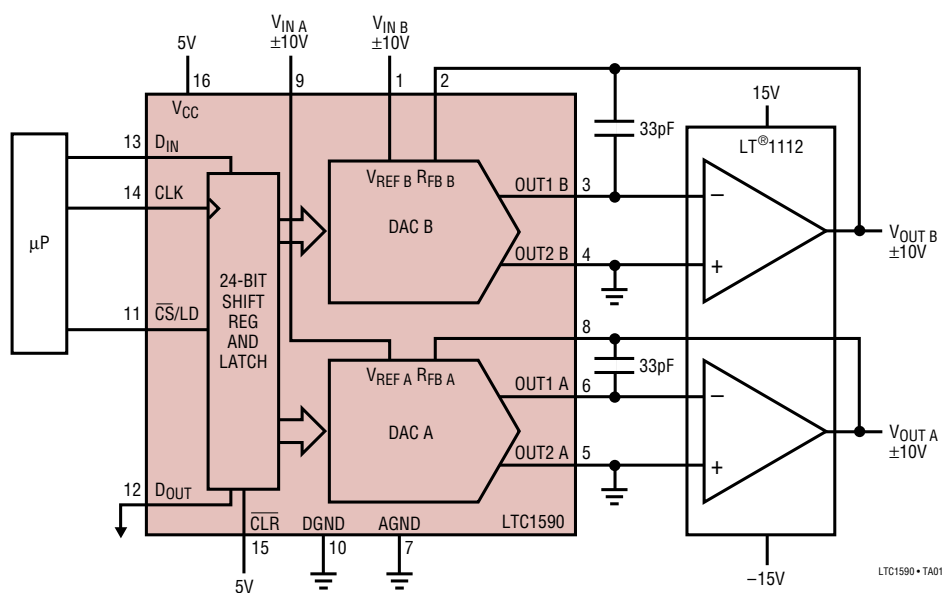 V_IN A
±10V
V_IN B
±10V
5V
16
9
1
2
V_CC
33pF
15V
LT®1112
13
D_IN
14
CLK
μP
11
C̅S̅/LD
24-BIT
SHIFT
REG
AND
LATCH
V_REF B
R_FB B
DAC B
OUT1 B
3
OUT2 B
4
−
+
V_OUT B
±10V
8
33pF
V_REF A
R_FB A
DAC A
OUT1 A
6
OUT2 A
5
−
+
V_OUT A
±10V
12
D_OUT
C̅L̅R̅
DGND
AGND
LTC1590
15
10
7
5V
−15V
LTC1590 • TA01